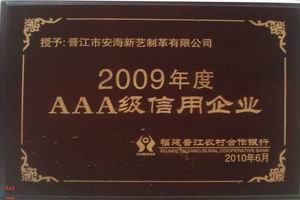 授予：晋江市安海新艺制革有限公司
2009年度
AAA级信用企业
福建晋江农村合作银行
FUJIAN JINJIANG RURAL COOPERATIVE BANK
2010年6月